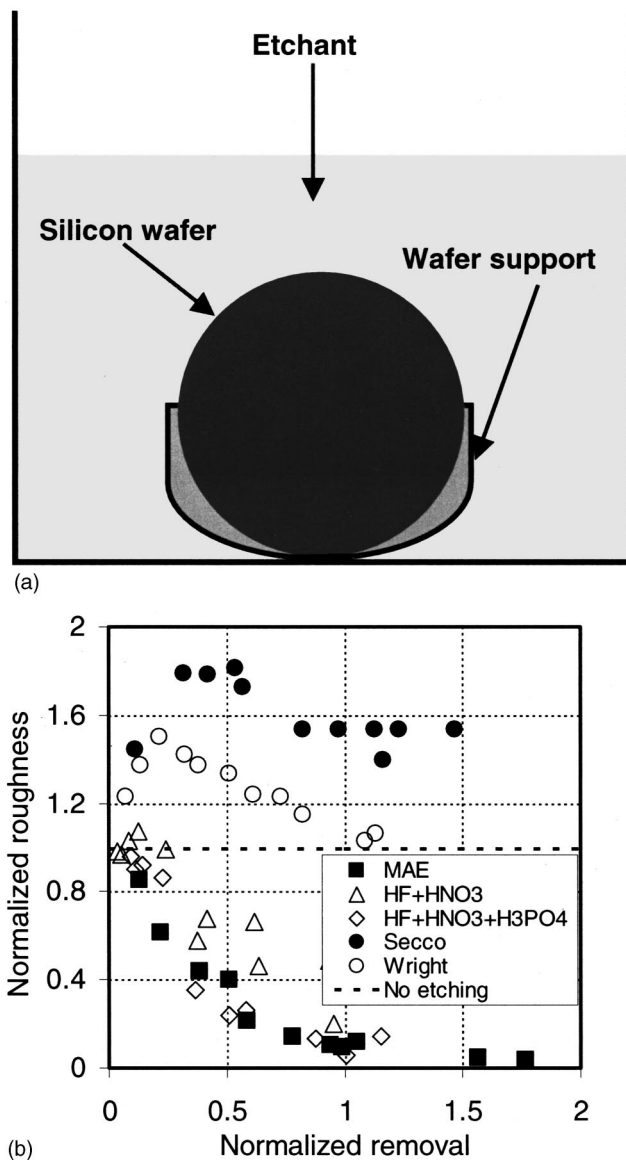 Etchant
Silicon wafer
Wafer support
(a)
Normalized roughness
2
1.6
1.2
0.8
0.4
0
MAE
HF+HNO3
HF+HNO3+H3PO4
Secco
Wright
No etching
0 0.5 1 1.5 2
Normalized removal
(b)